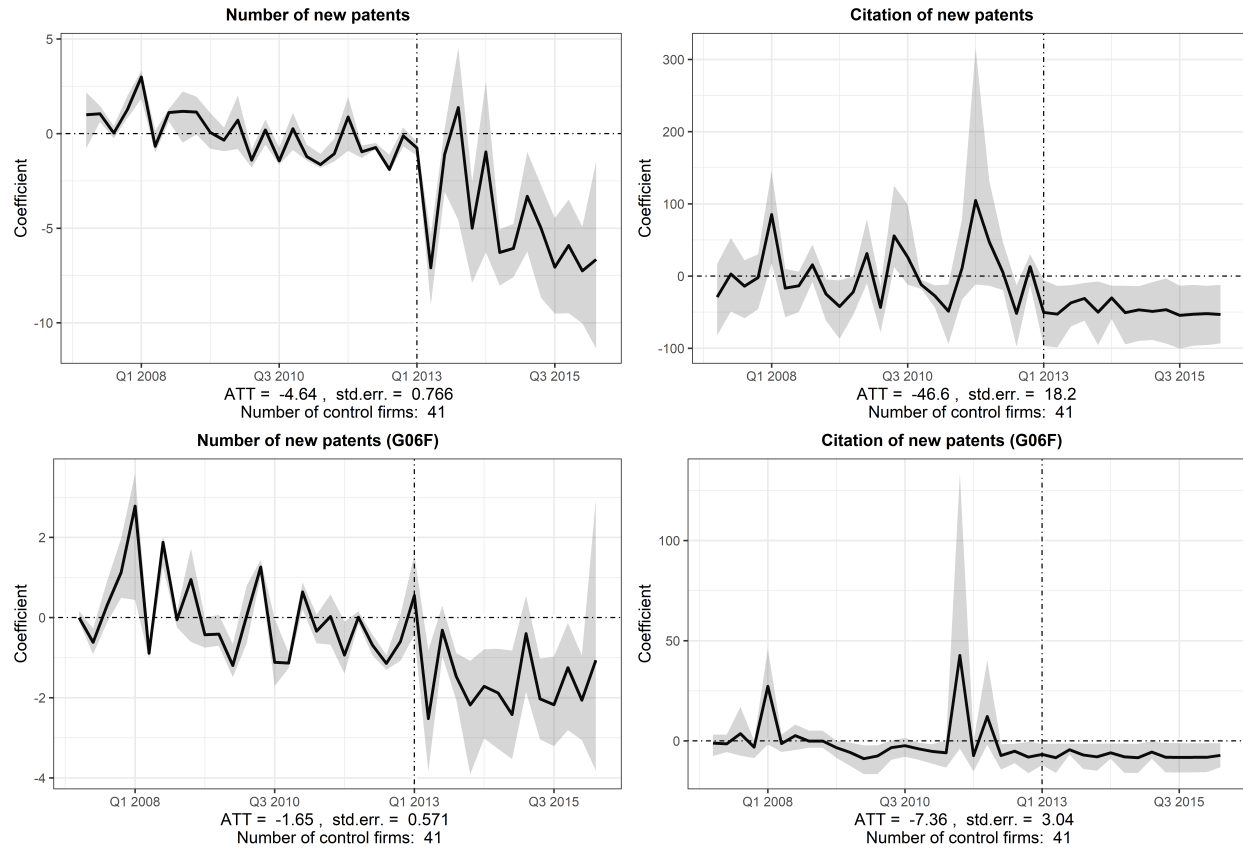 Number of new patents
5
0
-5
-10
Coefficient
Q1 2008 Q3 2010 Q1 2013 Q3 2015
ATT = -4.64 , std.err. = 0.766
Number of control firms: 41
Citation of new patents
300
200
100
0
-100
Coefficient
Q1 2008 Q3 2010 Q1 2013 Q3 2015
ATT = -46.6 , std.err. = 18.2
Number of control firms: 41
Number of new patents (G06F)
2
0
-2
-4
Coefficient
Q1 2008 Q3 2010 Q1 2013 Q3 2015
ATT = -1.65 , std.err. = 0.571
Number of control firms: 41
Citation of new patents (G06F)
100
50
0
Coefficient
Q1 2008 Q3 2010 Q1 2013 Q3 2015
ATT = -7.36 , std.err. = 3.04
Number of control firms: 41